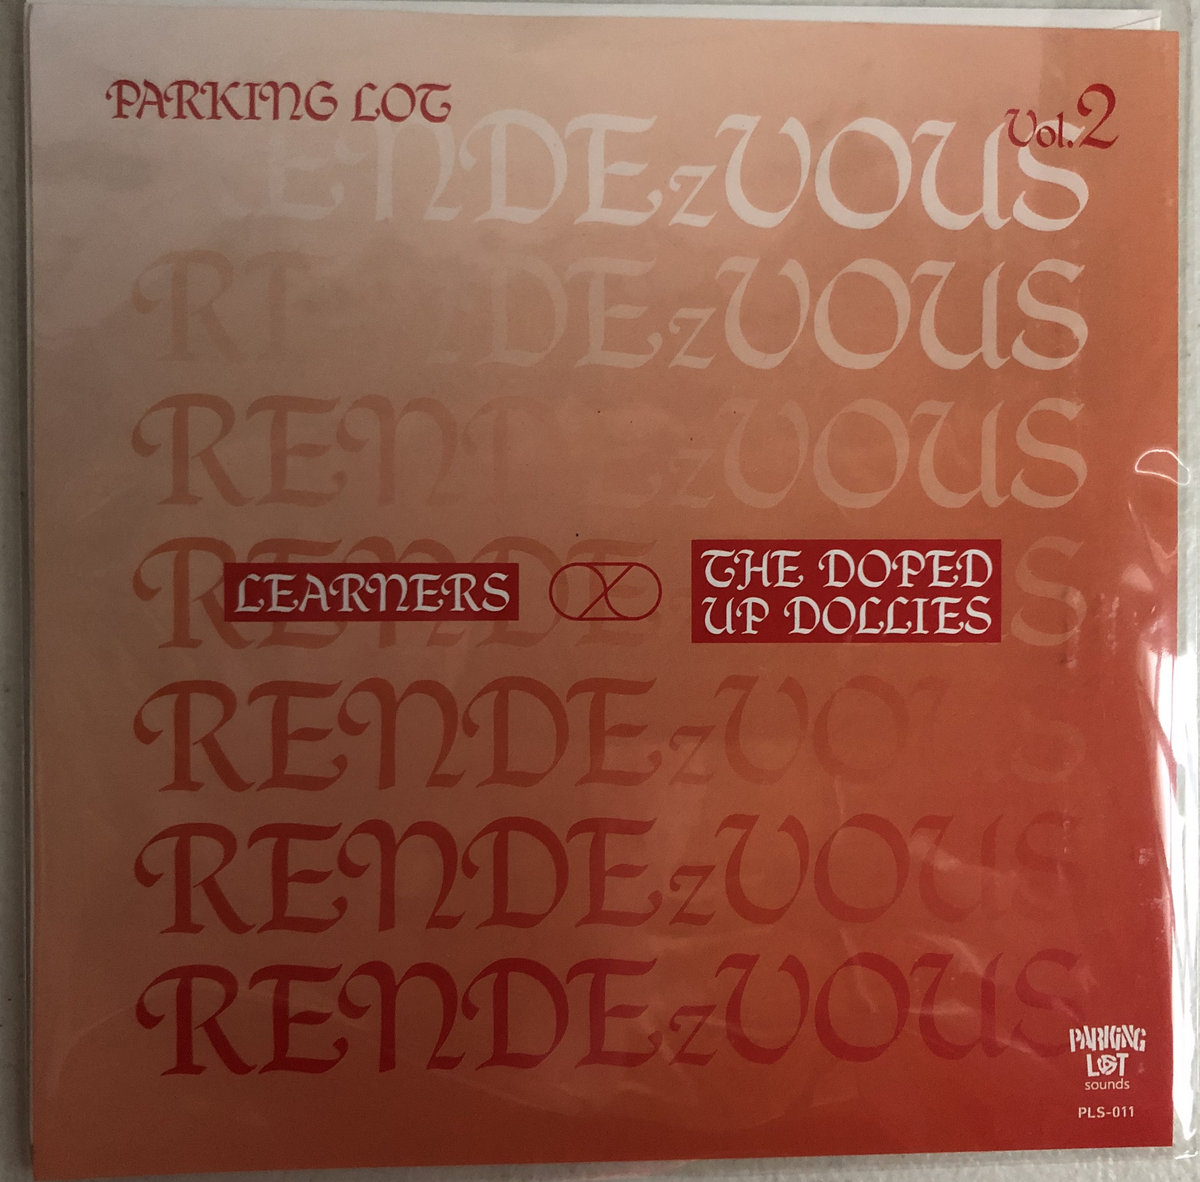 PARKING LOT
Vol.2
RENDEzVOUS
RENDEzVOUS
RENDEzVOUS
RENDEzVOUS
LEARNERS
THE DOPED
UP DOLLIES
RENDEzVOUS
RENDEzVOUS
RENDEzVOUS
PARKiNG
LOT
sounds
PLS-011